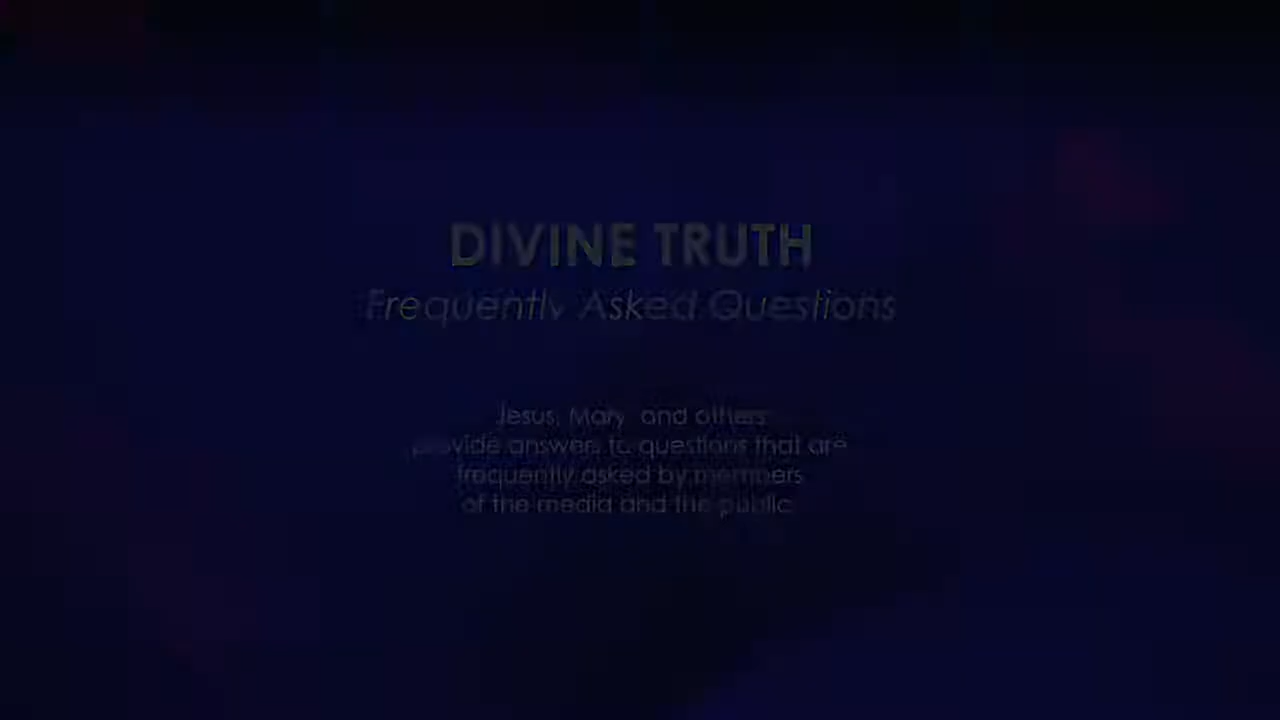 DIVINE TRUTH
Frequently Asked Questions
Jesus, Mary and others
provide answers to questions that are
frequently asked by members
of the media and the public